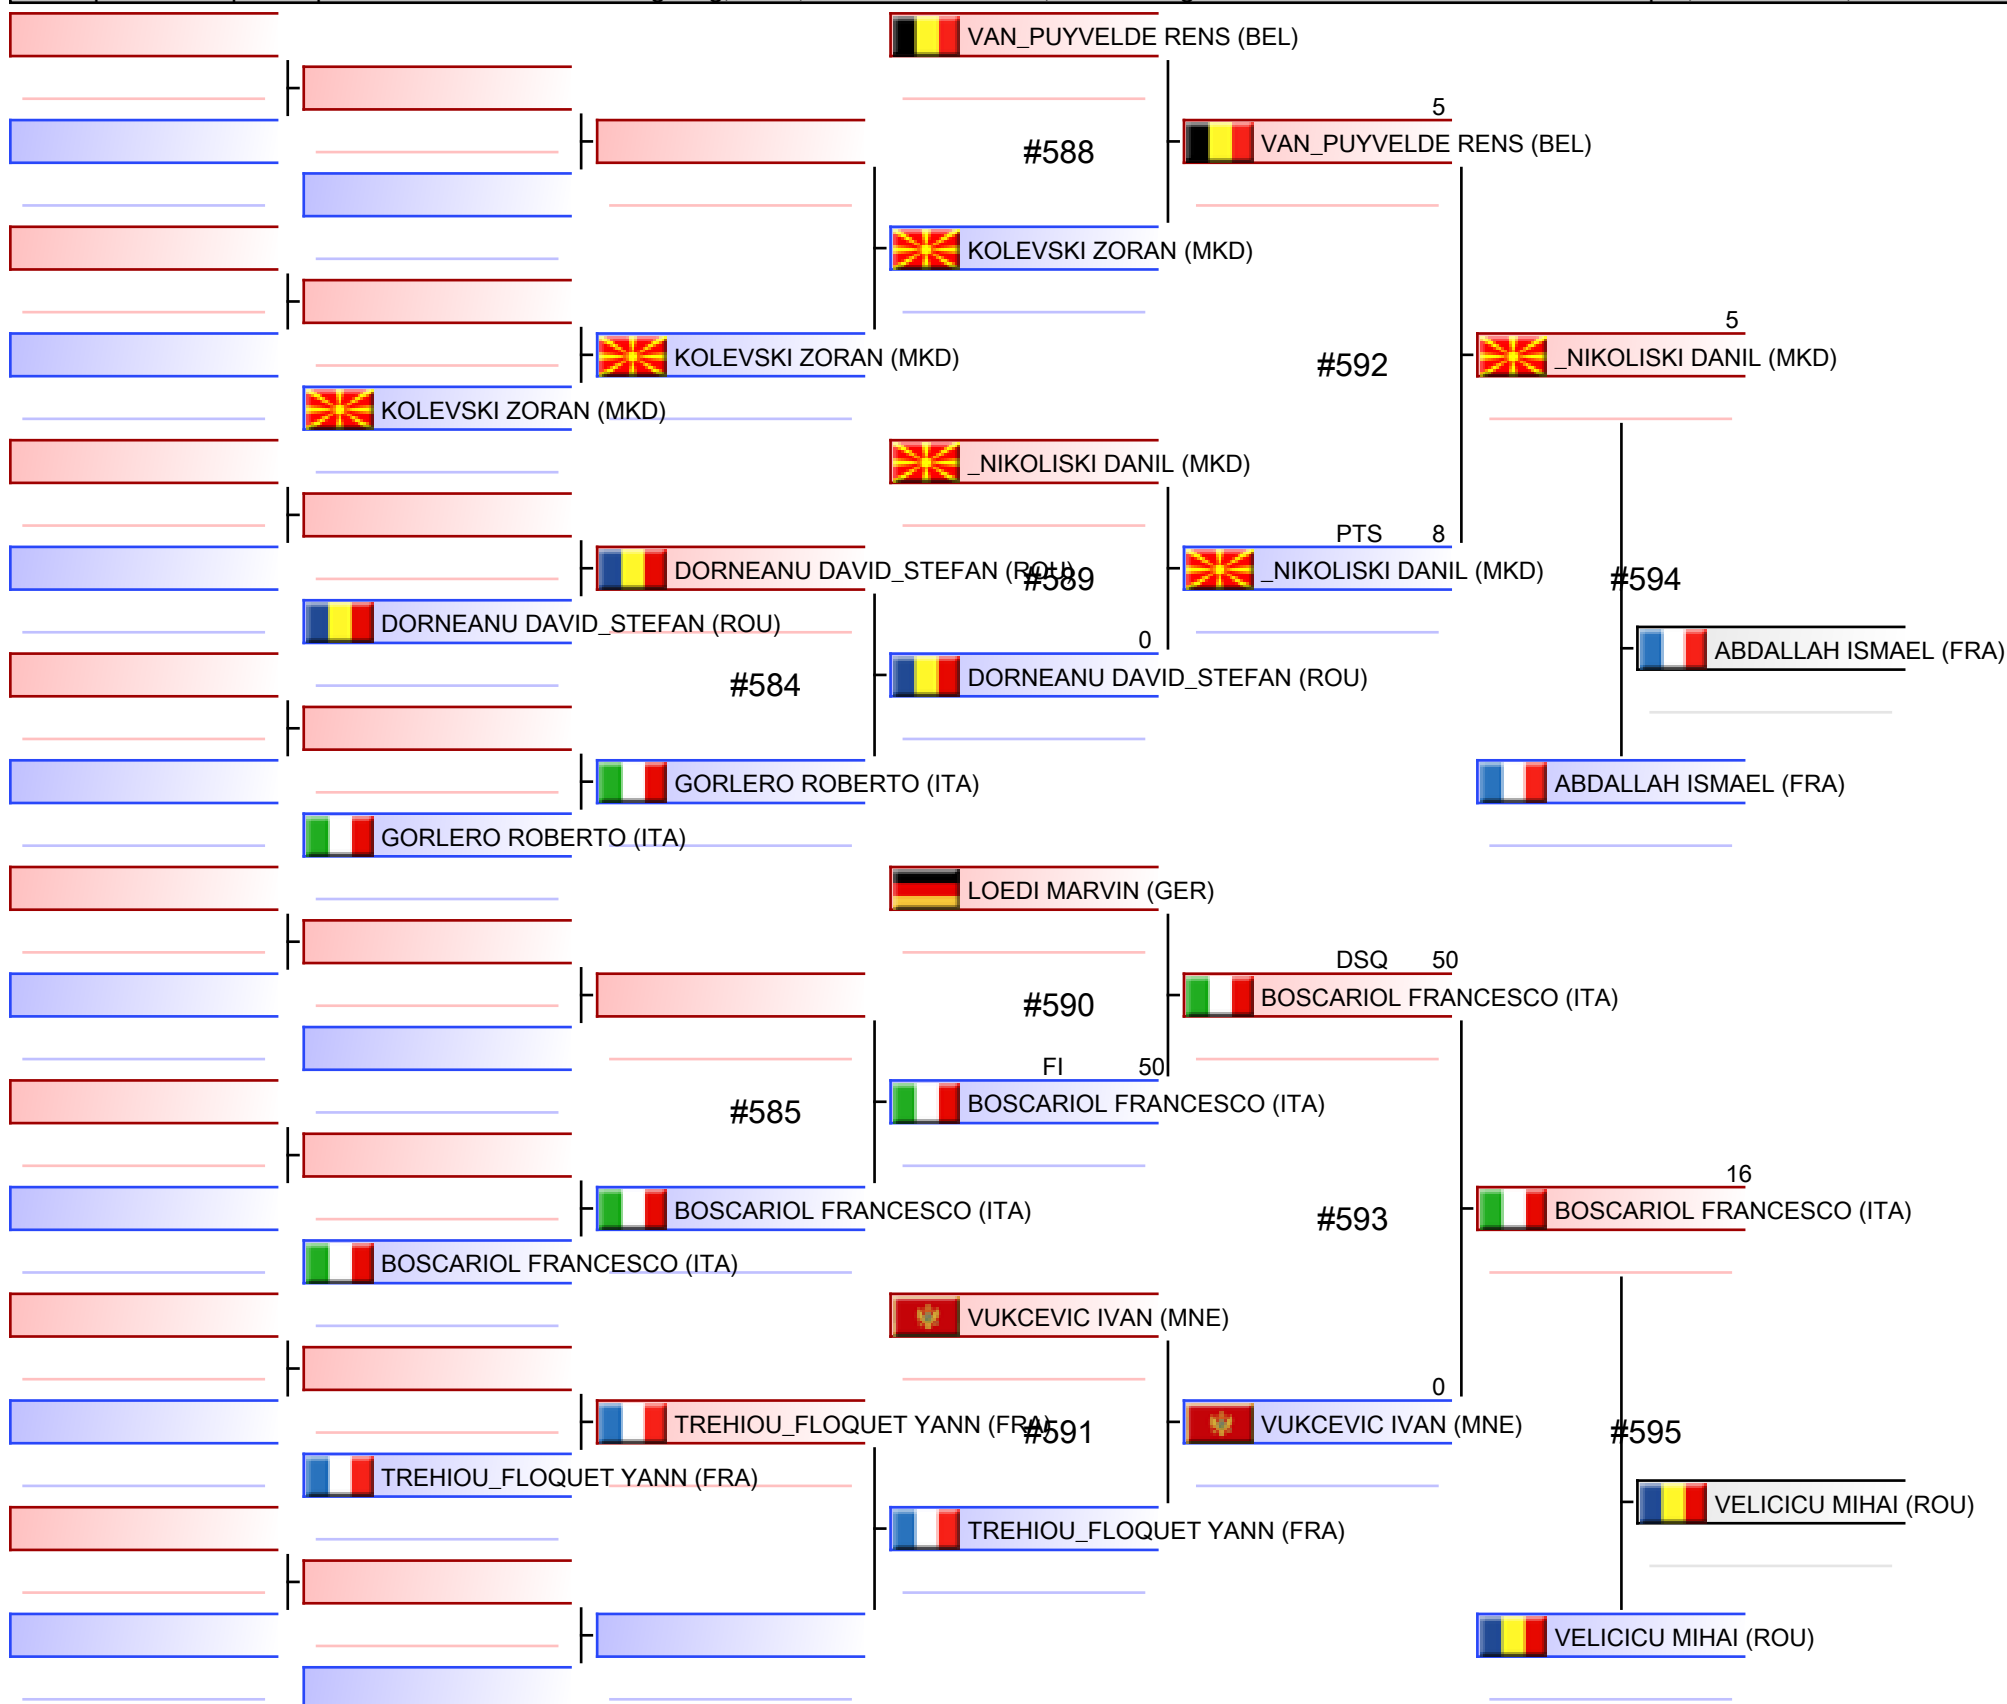 VAN_PUYVELDE RENS (BEL)
5
#588
VAN_PUYVELDE RENS (BEL)
KOLEVSKI ZORAN (MKD)
5
KOLEVSKI ZORAN (MKD)
#592
_NIKOLISKI DANIL (MKD)
KOLEVSKI ZORAN (MKD)
_NIKOLISKI DANIL (MKD)
PTS 8
DORNEANU DAVID_STEFAN (ROU)
#589
_NIKOLISKI DANIL (MKD)
#594
DORNEANU DAVID_STEFAN (ROU)
0
ABDALLAH ISMAEL (FRA)
#584
DORNEANU DAVID_STEFAN (ROU)
GORLERO ROBERTO (ITA)
ABDALLAH ISMAEL (FRA)
GORLERO ROBERTO (ITA)
LOEDI MARVIN (GER)
DSQ 50
#590
BOSCARIOL FRANCESCO (ITA)
FI 50
#585
BOSCARIOL FRANCESCO (ITA)
16
BOSCARIOL FRANCESCO (ITA)
#593
BOSCARIOL FRANCESCO (ITA)
BOSCARIOL FRANCESCO (ITA)
VUKCEVIC IVAN (MNE)
0
TREHIOU_FLOQUET YANN (FRA)
#591
VUKCEVIC IVAN (MNE)
#595
TREHIOU_FLOQUET YANN (FRA)
VELICICU MIHAI (ROU)
TREHIOU_FLOQUET YANN (FRA)
VELICICU MIHAI (ROU)